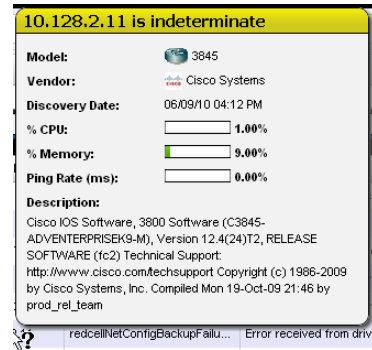 10.128.2.11 is indeterminate
Model: 3845
Vendor: Cisco Systems
Discovery Date: 06/09/10 04:12 PM
% CPU: 1.00%
% Memory: 9.00%
Ping Rate (ms): 0.00%
Description:
Cisco IOS Software, 3800 Software (C3845-
ADVENTERPRISEK9-M), Version 12.4(24)T2, RELEASE
SOFTWARE (fc2) Technical Support:
http://www.cisco.com/techsupport Copyright (c) 1986-2009
by Cisco Systems, Inc. Compiled Mon 19-Oct-09 21:46 by
prod_rel_team
? redcellNetConfigBackupFailu... Error received from driv